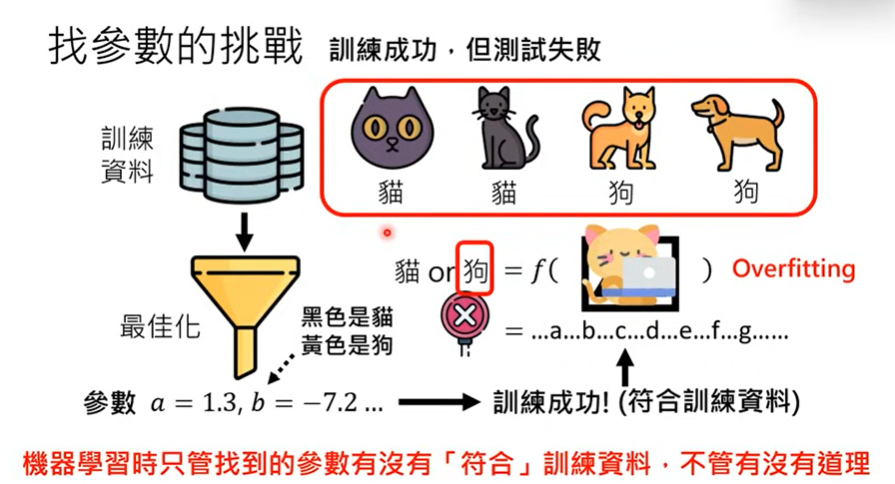 找參數的挑戰 訓練成功，但測試失敗
訓練
資料
貓 貓 狗 狗
貓 or 狗 = f( ) Overfitting
= …a…b…c…d…e…f…g……
最佳化
黑色是貓
黃色是狗
參數 a = 1.3, b = −7.2 …
訓練成功! (符合訓練資料)
機器學習時只管找到的參數有沒有「符合」訓練資料，不管有沒有道理